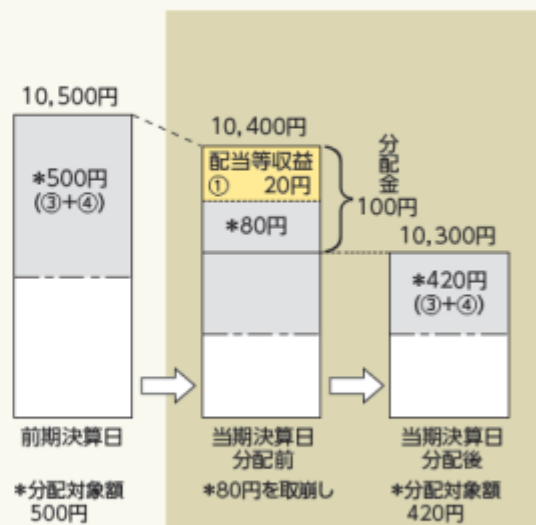 10,500円
*500円
(③+④)
前期決算日
*分配対象額
500円
10,400円
配当等収益
① 20円
*80円
分配金
100円
当期決算日
分配前
*80円を取崩し
10,300円
*420円
(③+④)
当期決算日
分配後
*分配対象額
420円